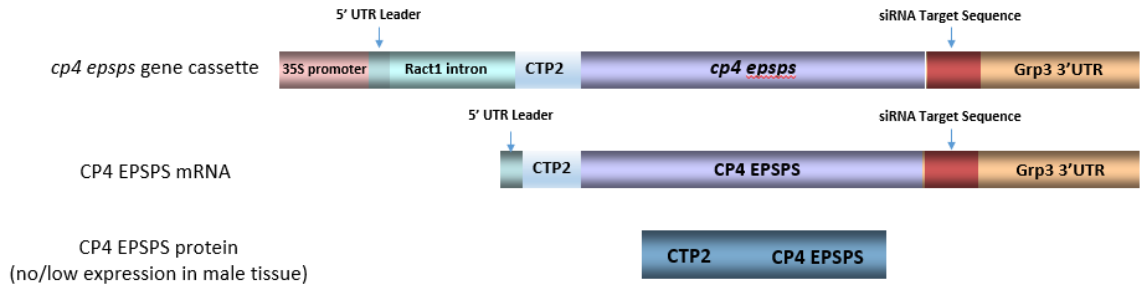 5' UTR Leader
siRNA Target Sequence
cp4 epsps gene cassette
35S promoter
Ract1 intron
CTP2
cp4 epsps
Grp3 3'UTR
5' UTR Leader
siRNA Target Sequence
CP4 EPSPS mRNA
CTP2
CP4 EPSPS
Grp3 3'UTR
CP4 EPSPS protein
(no/low expression in male tissue)
CTP2
CP4 EPSPS